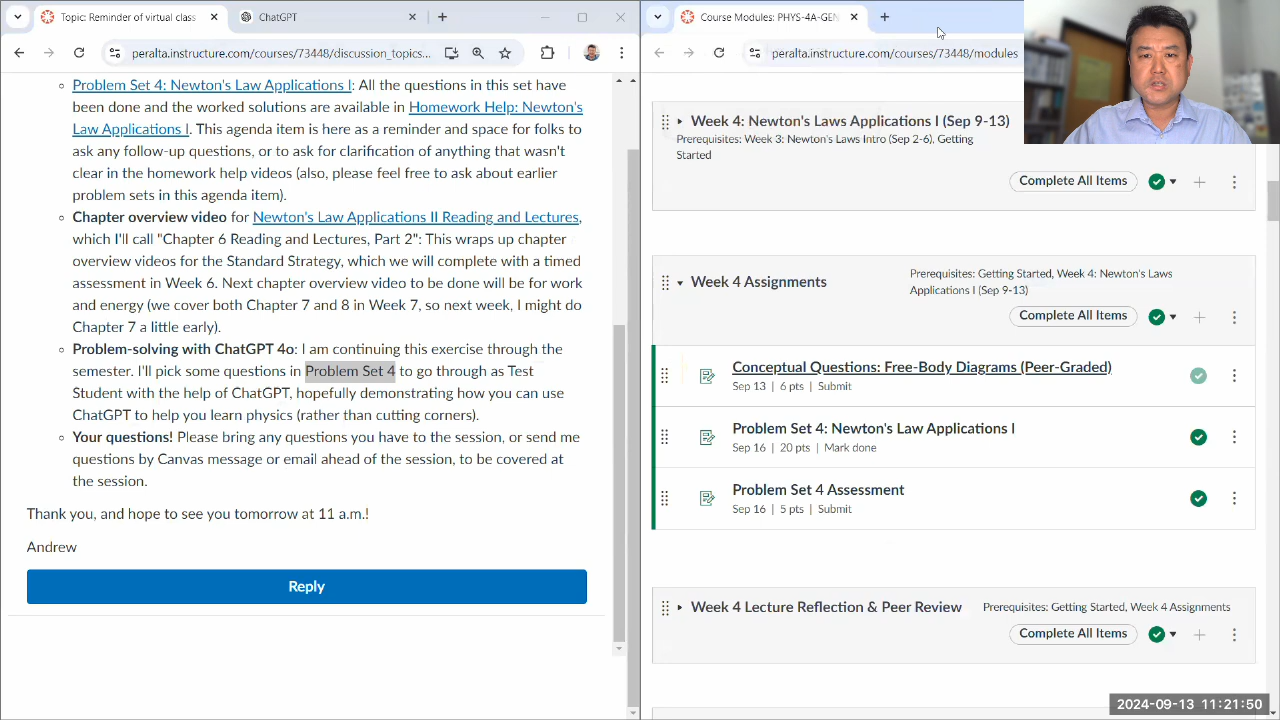 Topic: Reminder of virtual class
ChatGPT
peralta.instructure.com/courses/73448/discussion_topics...
Problem Set 4: Newton's Law Applications I: All the questions in this set have
been done and the worked solutions are available in Homework Help: Newton's
Law Applications I. This agenda item is here as a reminder and space for folks to
ask any follow-up questions, or to ask for clarification of anything that wasn't
clear in the homework help videos (also, please feel free to ask about earlier
problem sets in this agenda item).
Chapter overview video for Newton's Law Applications II Reading and Lectures,
which I'll call "Chapter 6 Reading and Lectures, Part 2": This wraps up chapter
overview videos for the Standard Strategy, which we will complete with a timed
assessment in Week 6. Next chapter overview video to be done will be for work
and energy (we cover both Chapter 7 and 8 in Week 7, so next week, I might do
Chapter 7 a little early).
Problem-solving with ChatGPT 4o: I am continuing this exercise through the
semester. I'll pick some questions in Problem Set 4 to go through as Test
Student with the help of ChatGPT, hopefully demonstrating how you can use
ChatGPT to help you learn physics (rather than cutting corners).
Your questions! Please bring any questions you have to the session, or send me
questions by Canvas message or email ahead of the session, to be covered at
the session.
Thank you, and hope to see you tomorrow at 11 a.m.!
Andrew
Reply
Course Modules: PHYS-4A-GEN
peralta.instructure.com/courses/73448/modules
Week 4: Newton's Laws Applications I (Sep 9-13)
Prerequisites: Week 3: Newton's Laws Intro (Sep 2-6), Getting
Started
Complete All Items
Week 4 Assignments
Prerequisites: Getting Started, Week 4: Newton's Laws
Applications I (Sep 9-13)
Complete All Items
Conceptual Questions: Free-Body Diagrams (Peer-Graded)
Sep 13 | 6 pts | Submit
Problem Set 4: Newton's Law Applications I
Sep 16 | 20 pts | Mark done
Problem Set 4 Assessment
Sep 16 | 5 pts | Submit
Week 4 Lecture Reflection & Peer Review
Prerequisites: Getting Started, Week 4 Assignments
Complete All Items
2024-09-13 11:21:50